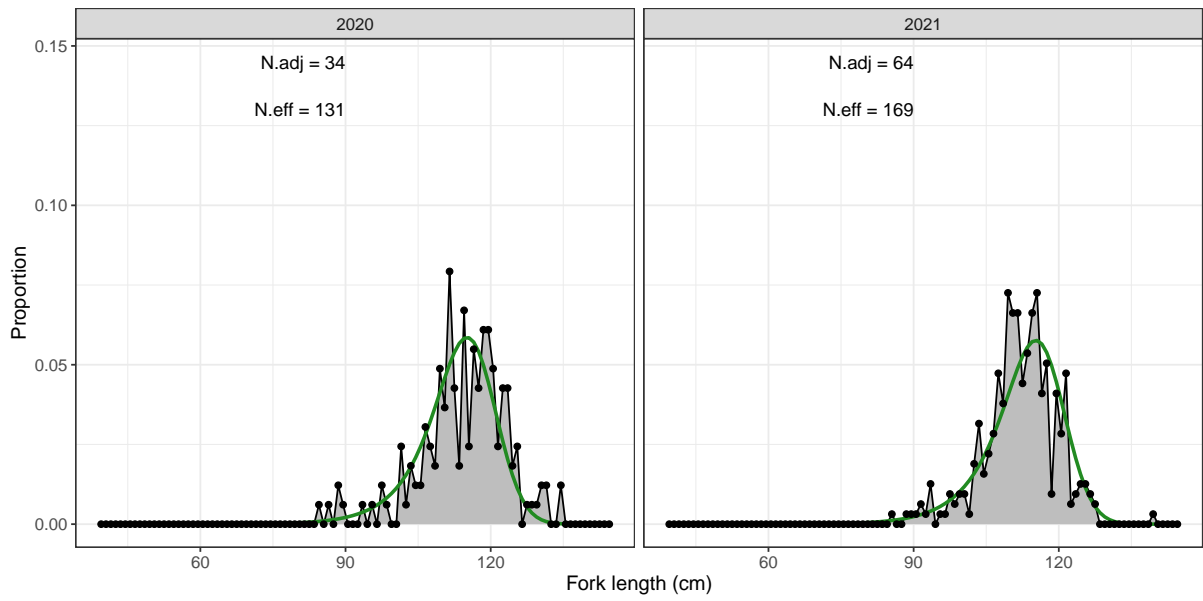 2020
2021
0.15
N.adj = 34
N.adj = 64
N.eff = 131
N.eff = 169
0.10
Proportion
0.05
0.00
60
90
120
60
90
120
Fork length (cm)